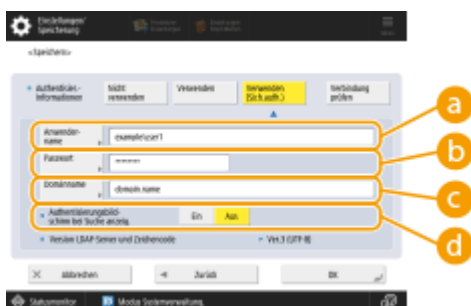 Einstellungen/
Speicherung
<Speichern>
Authentisier.-
informationen
Nicht
verwenden
Verwenden
Verwenden
(Sich.auth.)
Verbindung
prüfen
Anwender-
name
example\user1
a
Passwort
********
b
Domänname
domain.name
c
Authentisierungsbild-
schirm bei Suche anzeig.
Ein
Aus
d
Version LDAP-Server und Zeichencode
Ver.3 (UTF-8)
Abbrechen
Zurück
OK
Statusmonitor
Modus Systemverwaltung.